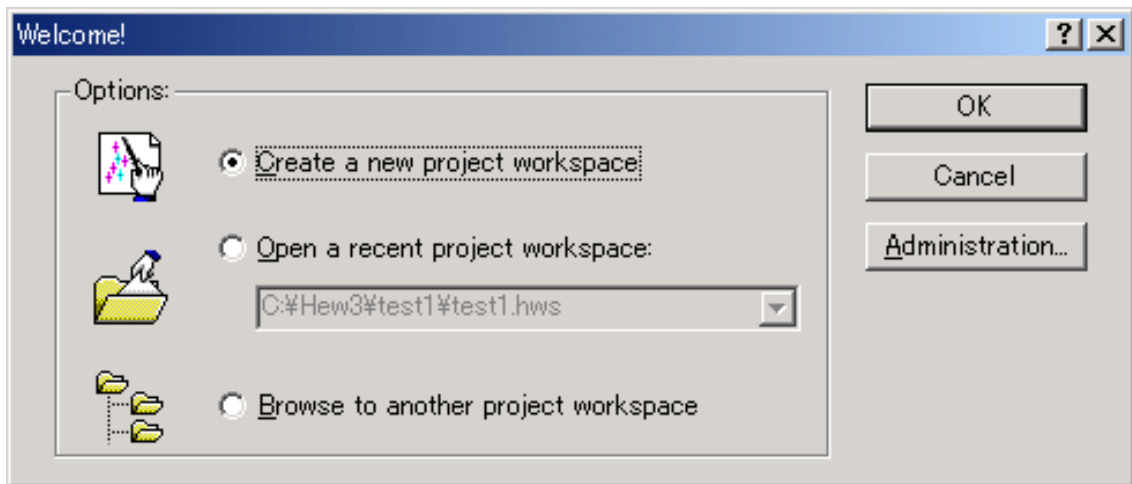 Welcome!
Options:
Create a new project workspace
Open a recent project workspace:
C:¥Hew3¥test1¥test1.hws
Browse to another project workspace
OK
Cancel
Administration...